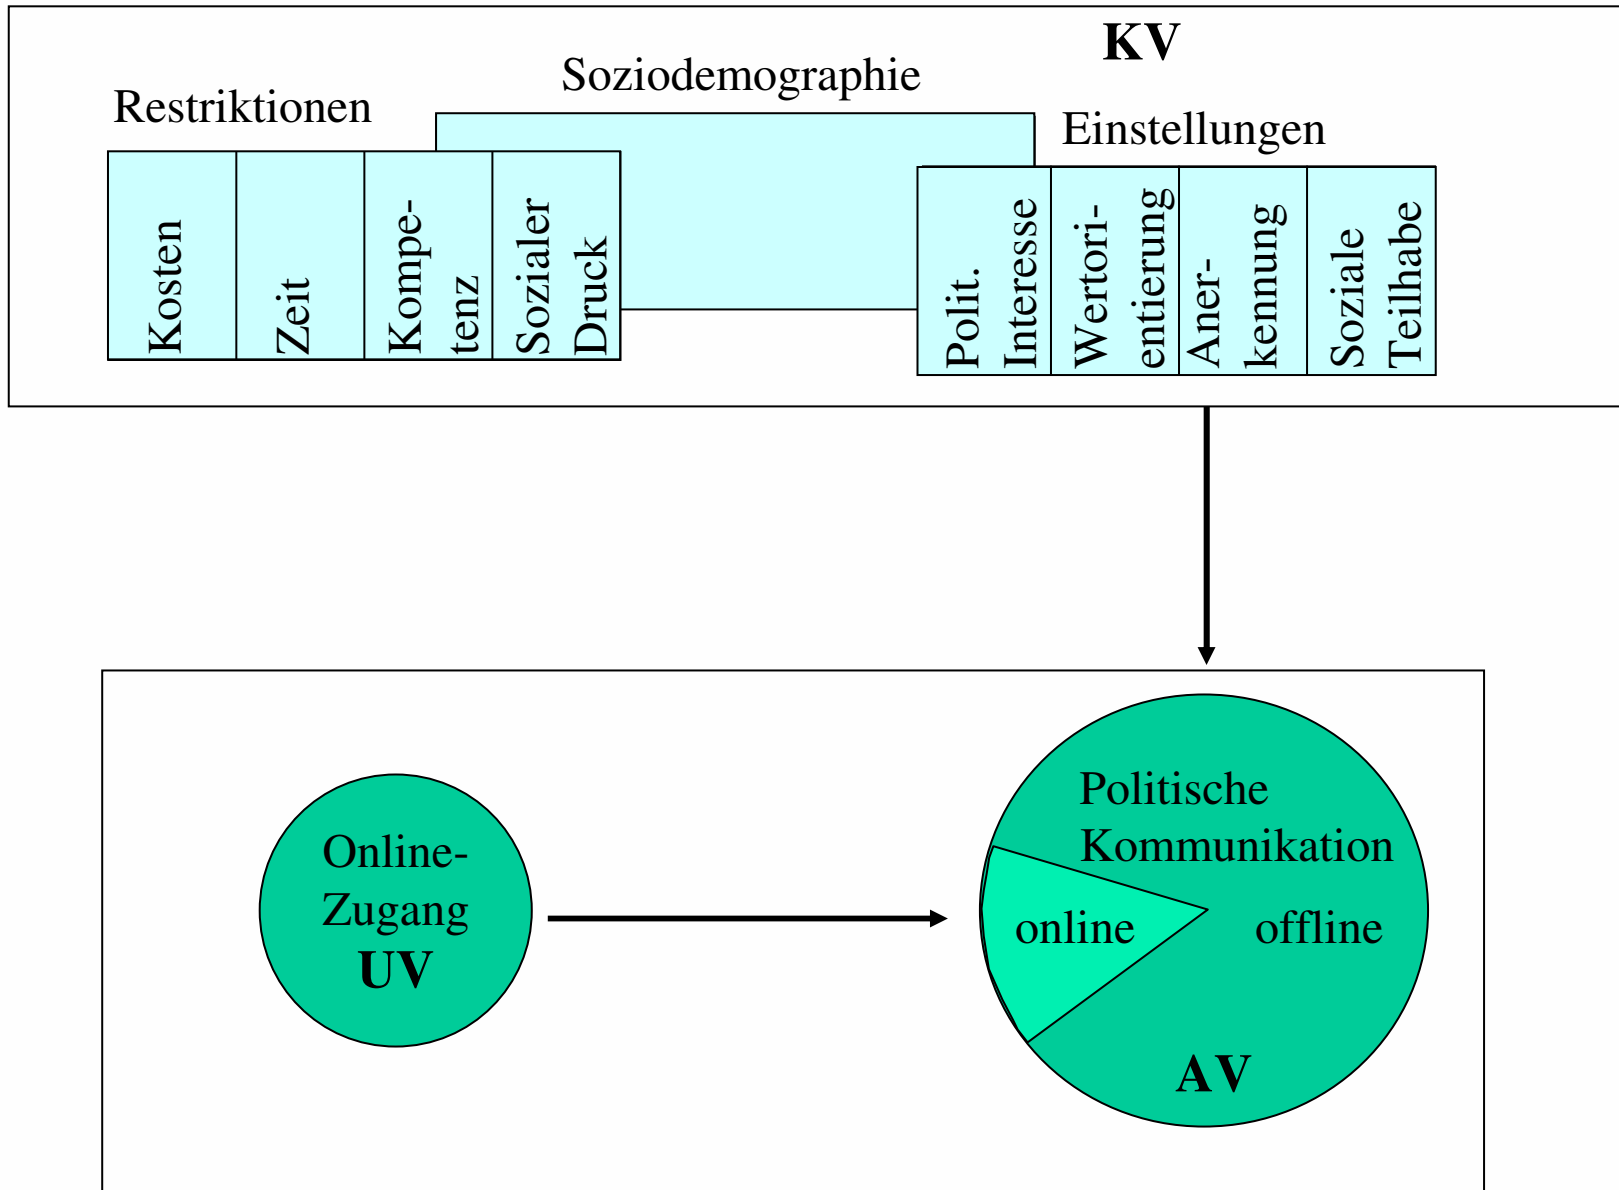 KV
Soziodemographie
Restriktionen
Einstellungen
Kosten
Zeit
Kompe-
tenz
Sozialer
Druck
Polit.
Interesse
Wertori-
entierung
Aner-
kennung
Soziale
Teilhabe
Online-
Zugang
UV
Politische
Kommunikation
online
offline
AV